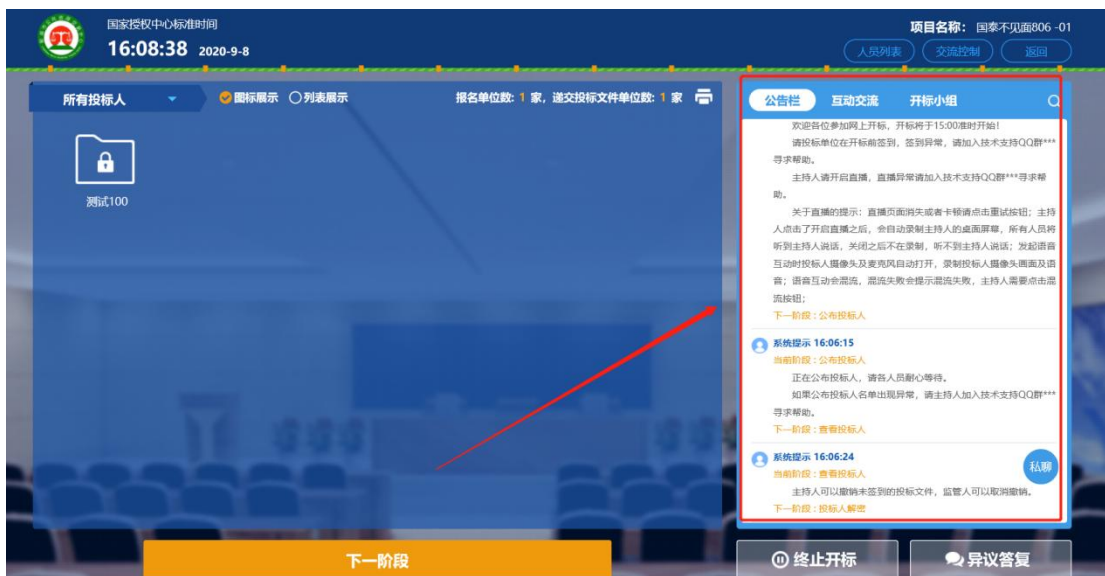 国家授权中心标准时间
16:08:38 2020-9-8
项目名称： 国泰不见面806 -01
人员列表 交流控制 返回
所有投标人 图标展示 列表展示 报名单位数：1 家，递交投标文件单位数：1 家
测试100
公告栏 互动交流 开标小组
欢迎各位参加网上开标，开标将于15:00准时开始！
请投标单位在开标前签到，签到异常，请加入技术支持QQ群***
寻求帮助。
主持人请开启直播，直播异常请加入技术支持QQ群***寻求帮
助。
关于直播的提示：直播页面消失或者卡顿请点击重试按钮；主持
人点击了开启直播之后，会自动录制主持人的桌面屏幕，所有人员将
听到主持人说话，关闭之后不在录制，听不到主持人说话；发起语音
互动时投标人摄像头及麦克风自动打开，录制投标人摄像头画面及语
音；语音互动会混流，混流失败会提示混流失败，主持人需要点击混
流按钮；
下一阶段：公布投标人
系统提示 16:06:15
当前阶段：公布投标人
正在公布投标人，请各人员耐心等待。
如果公布投标人名单出现异常，请主持人加入技术支持QQ群***
寻求帮助。
下一阶段：查看投标人
系统提示 16:06:24
当前阶段：查看投标人
主持人可以撤销未签到的投标文件，监管人可以取消撤销。
下一阶段：投标人解密
私聊
下一阶段
终止开标
异议答复